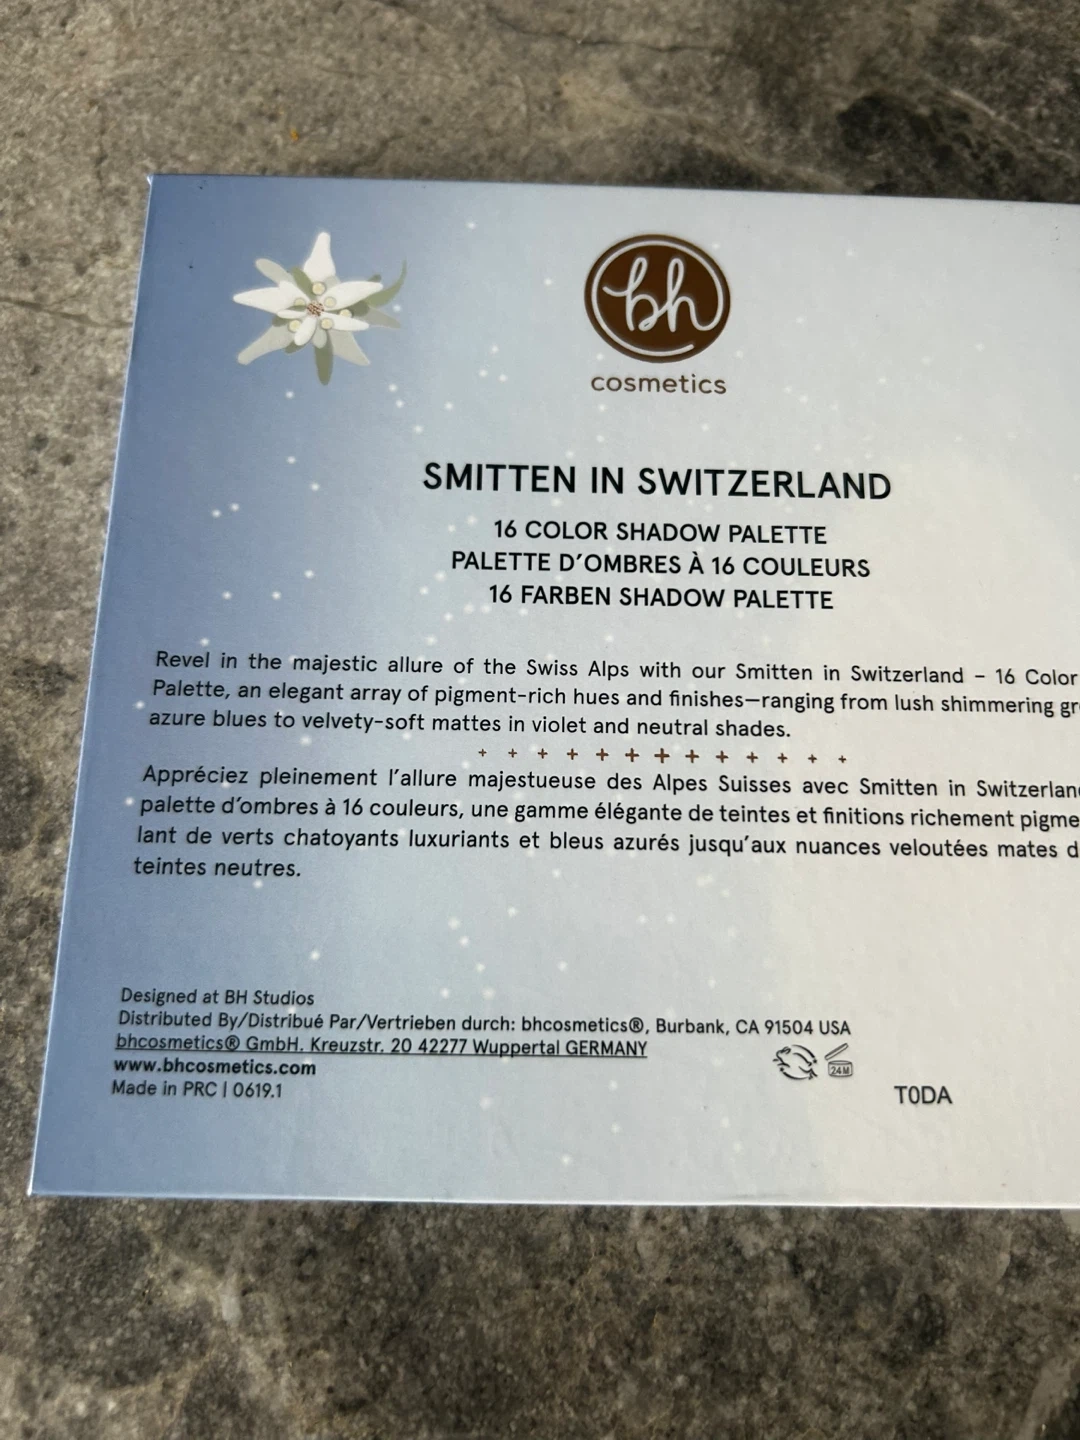 bh
cosmetics
SMITTEN IN SWITZERLAND
16 COLOR SHADOW PALETTE
PALETTE D'OMBRES À 16 COULEURS
16 FARBEN SHADOW PALETTE
Revel in the majestic allure of the Swiss Alps with our Smitten in Switzerland – 16 Color
Palette, an elegant array of pigment-rich hues and finishes—ranging from lush shimmering
azure blues to velvety-soft mattes in violet and neutral shades.
Appréciez pleinement l'allure majestueuse des Alpes Suisses avec Smitten in
palette d'ombres à 16 couleurs, une gamme élégante de teintes et finitions richement
lant de verts chatoyants luxuriants et bleus azurés jusqu'aux nuances veloutées mates
teintes neutres.
Designed at BH Studios
Distributed By/Distribué Par/Vertrieben durch: bhcosmetics®, Burbank, CA 91504 USA
bhcosmetics® GmbH. Kreuzstr. 20 42277 Wuppertal GERMANY
www.bhcosmetics.com
24M
Made in PRC | 0619.1
T0DA